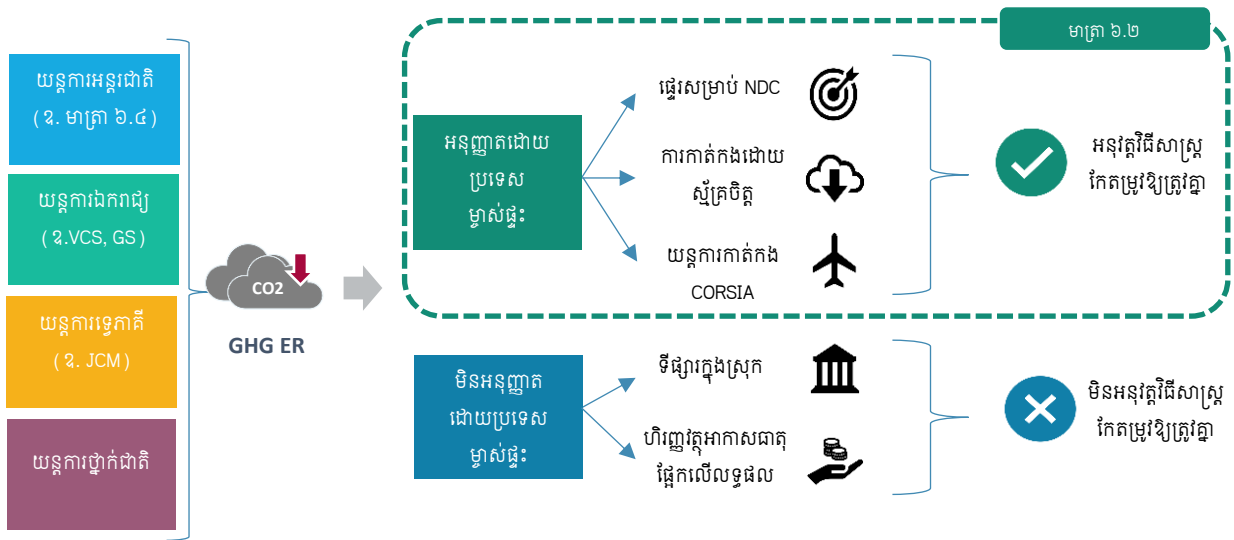 យន្តការអន្តរជាតិ
(ឧ. មាត្រា ៦.៤)
យន្តការឯករាជ្យ
(ឧ.VCS, GS)
យន្តការទ្វេភាគី
(ឧ. JCM)
យន្តការថ្នាក់ជាតិ
CO2
GHG ER
មាត្រា ៦.២
អនុញ្ញាតដោយ
ប្រទេស
ម្ចាស់ផ្ទះ
ផ្ទេរសម្រាប់ NDC
ការកាត់កងដោយ
ស្ម័គ្រចិត្ត
យន្តការកាត់កង
CORSIA
អនុវត្តវិធីសាស្ត្រ
កែតម្រូវឱ្យត្រូវគ្នា
មិនអនុញ្ញាត
ដោយប្រទេស
ម្ចាស់ផ្ទះ
ទីផ្សារក្នុងស្រុក
ហិរញ្ញវត្ថុអាកាសធាតុ
ផ្អែកលើលទ្ធផល
មិនអនុវត្តវិធីសាស្ត្រ
កែតម្រូវឱ្យត្រូវគ្នា